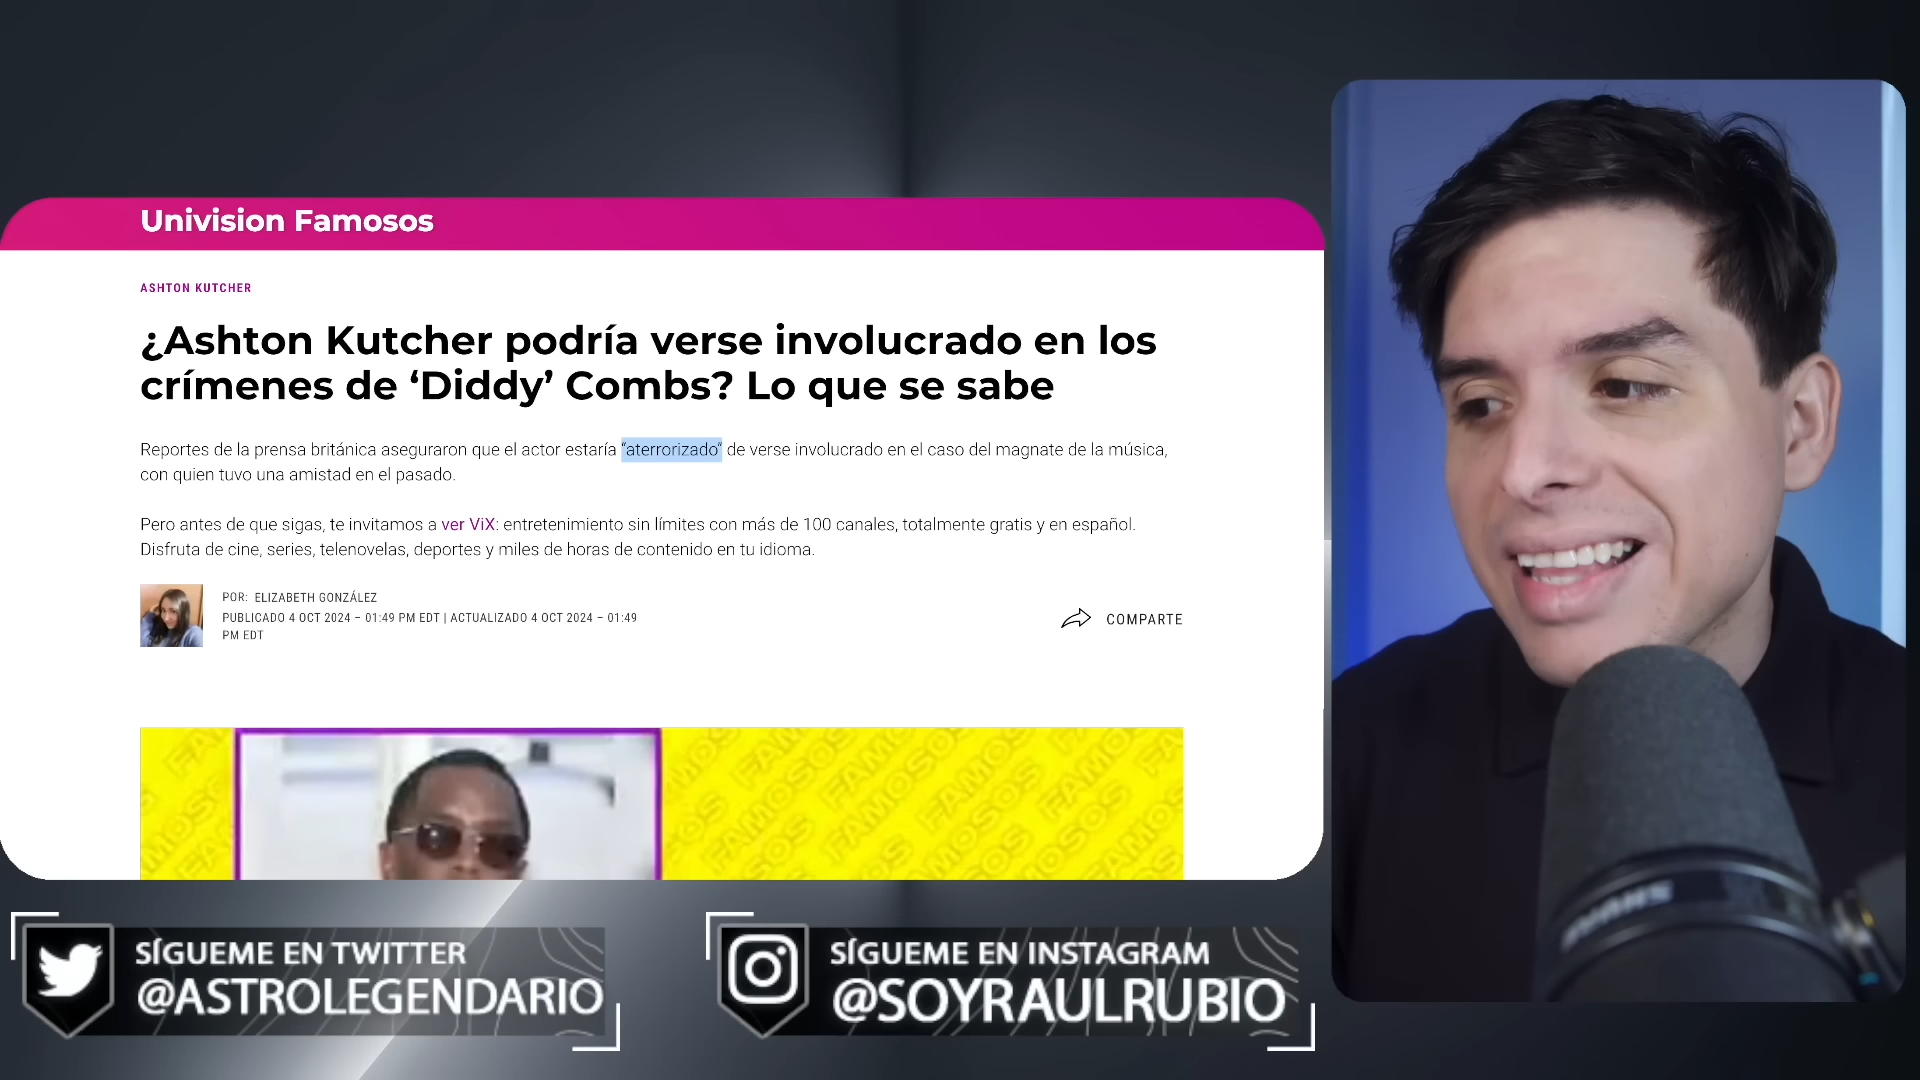 Univision Famosos
ASHTON KUTCHER
¿Ashton Kutcher podría verse involucrado en los
crímenes de ‘Diddy’ Combs? Lo que se sabe
Reportes de la prensa británica aseguraron que el actor estaría “aterrorizado” de verse involucrado en el caso del magnate de la música,
con quien tuvo una amistad en el pasado.
Pero antes de que sigas, te invitamos a ver ViX: entretenimiento sin límites con más de 100 canales, totalmente gratis y en español.
Disfruta de cine, series, telenovelas, deportes y miles de horas de contenido en tu idioma.
POR: ELIZABETH GONZÁLEZ
PUBLICADO 4 OCT 2024 – 01:49 PM EDT | ACTUALIZADO 4 OCT 2024 – 01:49
PM EDT
COMPARTE
FAMOSOS
SÍGUEME EN TWITTER
@ASTROLEGENDARIO
SÍGUEME EN INSTAGRAM
@SOYRAULRUBIO